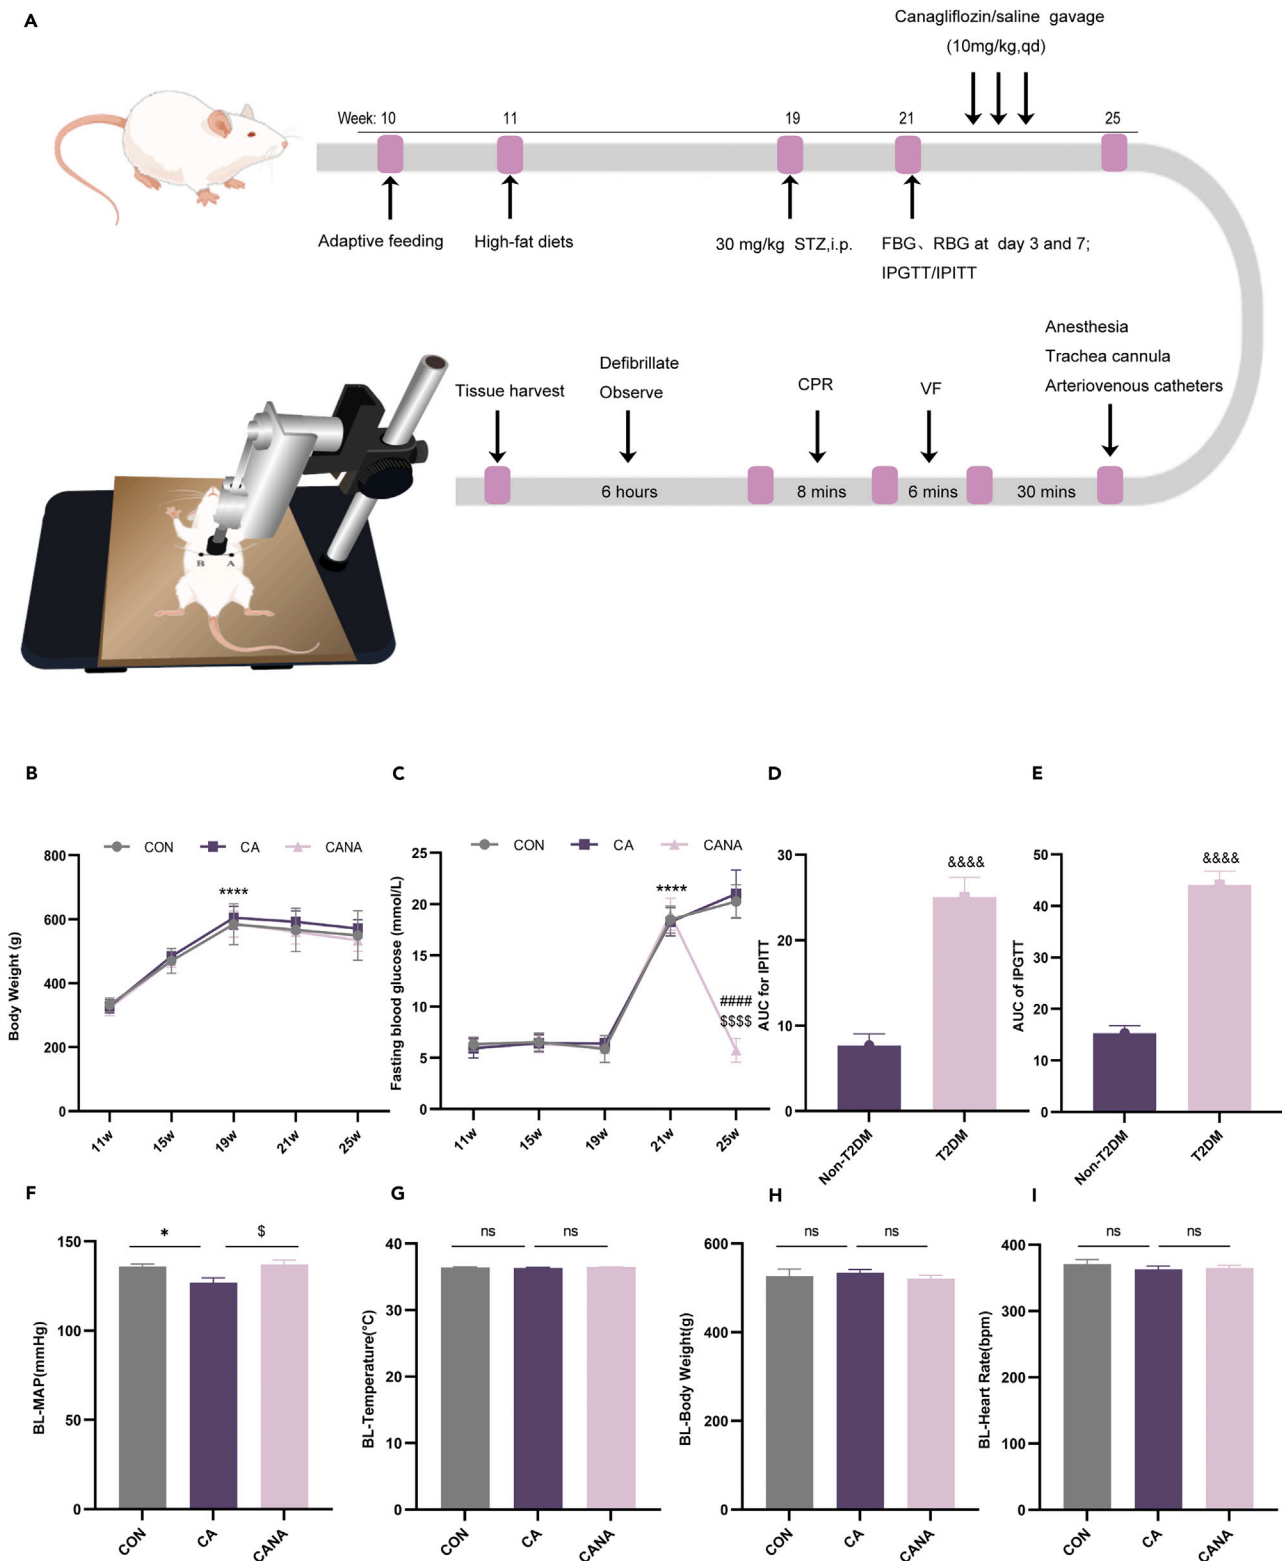 A
Canagliflozin/saline gavage
(10mg/kg,qd)
Week: 10 11 19 21 25
Adaptive feeding
High-fat diets
30 mg/kg STZ,i.p.
FBG、RBG at day 3 and 7;
IPGTT/IPITT
Anesthesia
Trachea cannula
Arteriovenous catheters
VF
CPR
Defibrillate
Observe
Tissue harvest
6 hours 8 mins 6 mins 30 mins
B A
B
CON CA CANA
Body Weight (g)
800
600
400
200
0
****
11w 15w 19w 21w 25w
C
CON CA CANA
Fasting blood glucose (mmol/L)
25
20
15
10
5
0
****
####
$$$$
11w 15w 19w 21w 25w
D
AUC for IPITT
30
20
10
0
&&&&
Non-T2DM T2DM
E
AUC of IPGTT
50
40
30
20
10
0
&&&&
Non-T2DM T2DM
F
BL-MAP(mmHg)
150
100
50
0
* $
CON CA CANA
G
BL-Temperature(°C)
40
30
20
10
0
ns ns
CON CA CANA
H
BL-Body Weight(g)
600
400
200
0
ns ns
CON CA CANA
I
BL-Heart Rate(bpm)
400
300
200
100
0
ns ns
CON CA CANA